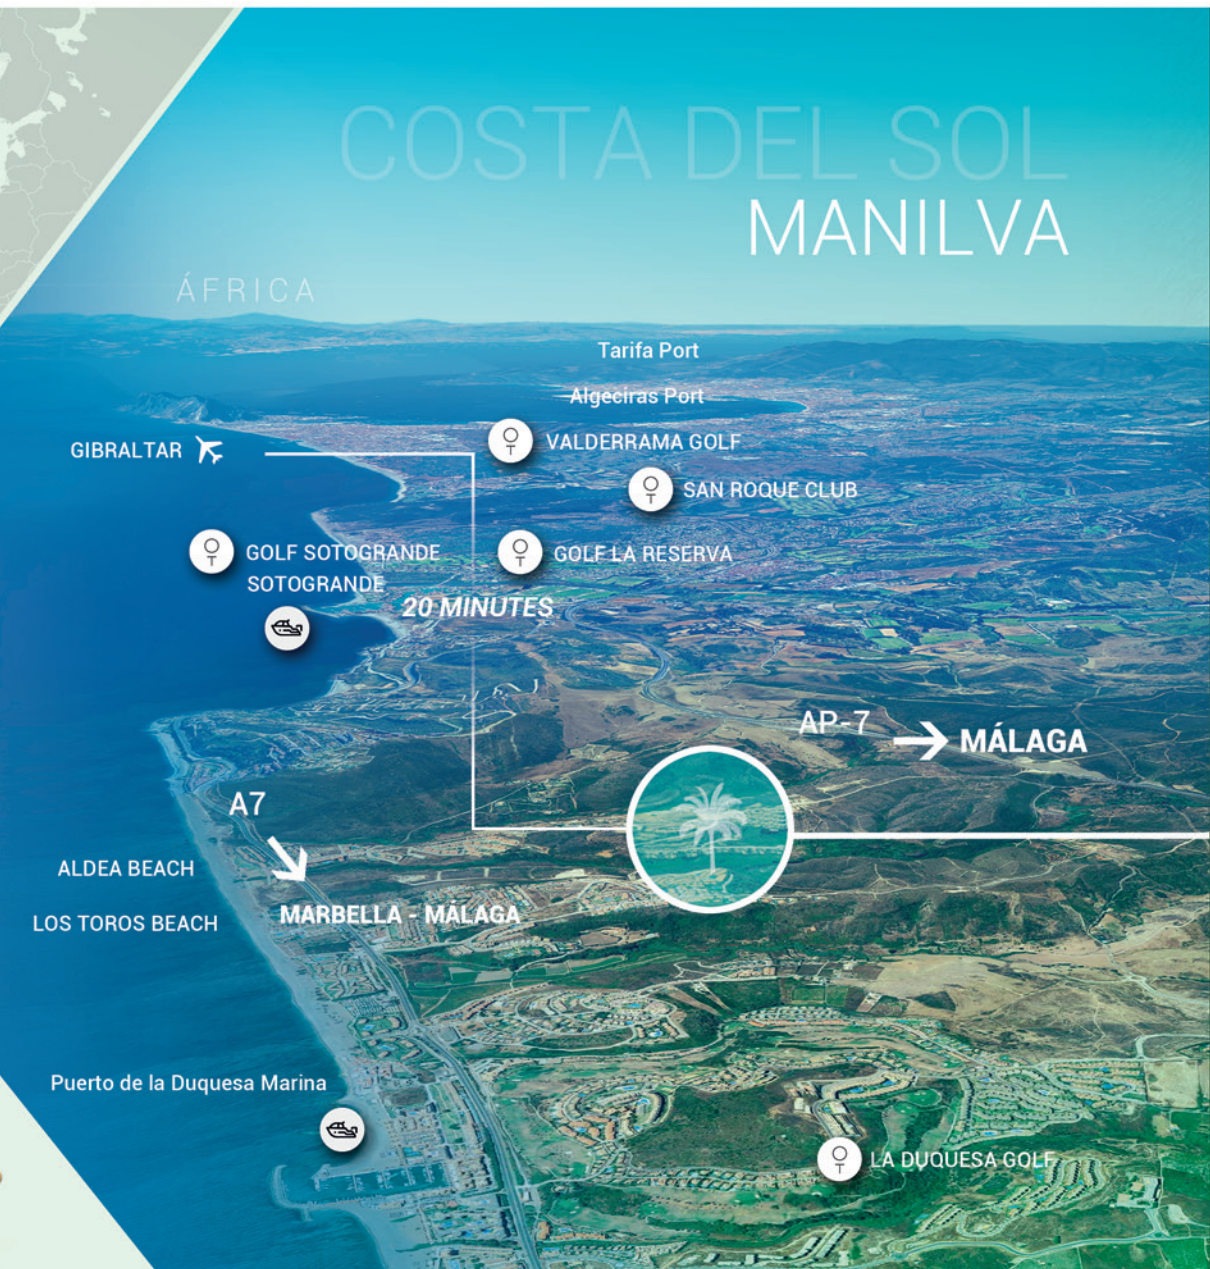 COSTA DEL SOL
MANILVA
ÁFRICA
Tarifa Port
Algeciras Port
GIBRALTAR
VALDERRAMA GOLF
SAN ROQUE CLUB
GOLF SOTOGRANDE
SOTOGRANDE
GOLF LA RESERVA
20 MINUTES
AP-7
MÁLAGA
A7
ALDEA BEACH
LOS TOROS BEACH
MARBELLA - MÁLAGA
Puerto de la Duquesa Marina
LA DUQUESA GOLF